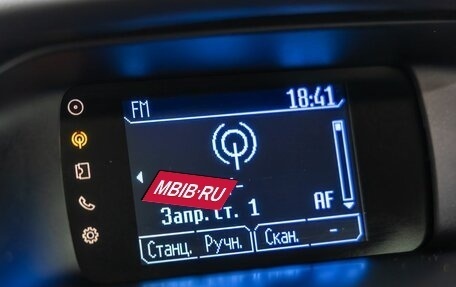 FM 18:41
MBIB.RU
Запр.ст. 1 AF
Станц. Ручн. Скан. -